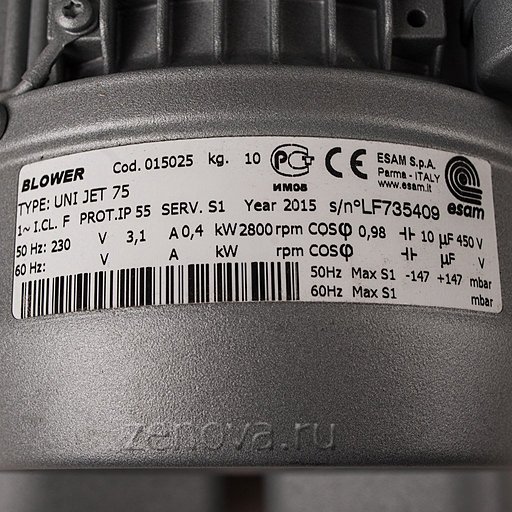 BLOWER Cod. 015025 kg. 10 PCT ИМ05 CE ESAM S.p.A.
Parma - ITALY
www.esam.it
esam
TYPE: UNI JET 75
1~ I.CL. F PROT.IP 55 SERV. S1 Year 2015 s/n°LF735409
50 Hz: 230 V 3,1 A 0,4 kW 2800 rpm COSφ 0,98 ⊣⊢ 10 µF 450 V
60 Hz: V A kW rpm COSφ ⊣⊢ µF V
50Hz Max S1 -147 +147 mbar
60Hz Max S1 mbar
zenova.ru